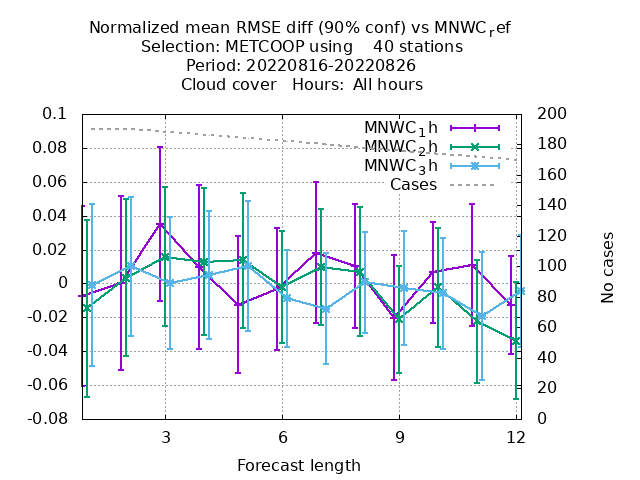 Normalized mean RMSE diff (90% conf) vs MNWC_ref
Selection: METCOOP using    40 stations
Period: 20220816-20220826
Cloud cover   Hours:  All hours
0.1
0.08
0.06
0.04
0.02
0
-0.02
-0.04
-0.06
-0.08
200
180
160
140
120
100
80
60
40
20
0
No cases
MNWC_1h
MNWC_2h
MNWC_3h
Cases
3 6 9 12
Forecast length